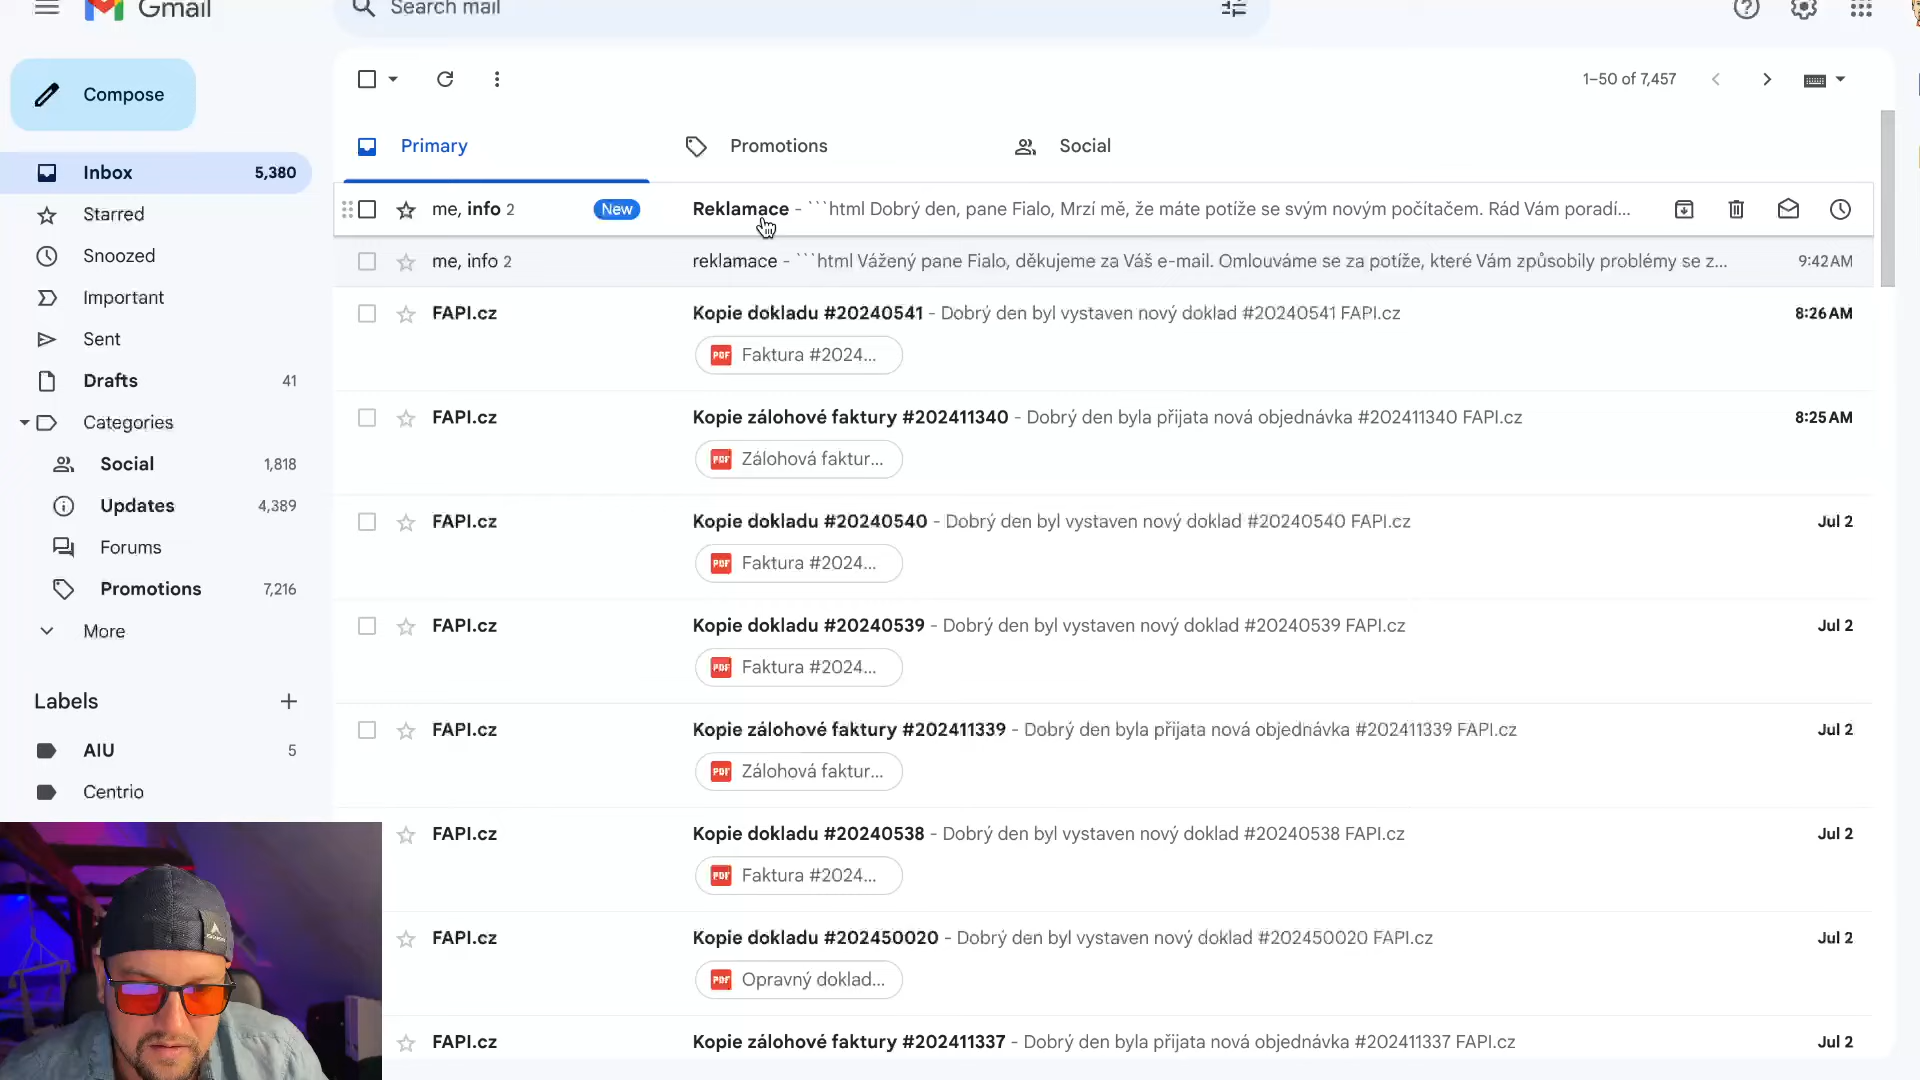 Gmail
Search mail
Compose
1–50 of 7,457
Primary
Promotions
Social
Inbox 5,380
Starred
Snoozed
Important
Sent
Drafts 41
Categories
Social 1,818
Updates 4,389
Forums
Promotions 7,216
More
Labels
AIU 5
Centrio
me, info 2 New Reklamace - ```html Dobrý den, pane Fialo, Mrzí mě, že máte potíže se svým novým počítačem. Rád Vám poradí...
me, info 2 reklamace - ```html Vážený pane Fialo, děkujeme za Váš e-mail. Omlouváme se za potíže, které Vám způsobily problémy se z... 9:42 AM
FAPI.cz Kopie dokladu #20240541 - Dobrý den byl vystaven nový doklad #20240541 FAPI.cz 8:26 AM
PDF Faktura #2024...
FAPI.cz Kopie zálohové faktury #202411340 - Dobrý den byla přijata nová objednávka #202411340 FAPI.cz 8:25 AM
PDF Zálohová faktur...
FAPI.cz Kopie dokladu #20240540 - Dobrý den byl vystaven nový doklad #20240540 FAPI.cz Jul 2
PDF Faktura #2024...
FAPI.cz Kopie dokladu #20240539 - Dobrý den byl vystaven nový doklad #20240539 FAPI.cz Jul 2
PDF Faktura #2024...
FAPI.cz Kopie zálohové faktury #202411339 - Dobrý den byla přijata nová objednávka #202411339 FAPI.cz Jul 2
PDF Zálohová faktur...
FAPI.cz Kopie dokladu #20240538 - Dobrý den byl vystaven nový doklad #20240538 FAPI.cz Jul 2
PDF Faktura #2024...
FAPI.cz Kopie dokladu #202450020 - Dobrý den byl vystaven nový doklad #202450020 FAPI.cz Jul 2
PDF Opravný doklad...
FAPI.cz Kopie zálohové faktury #202411337 - Dobrý den byla přijata nová objednávka #202411337 FAPI.cz Jul 2